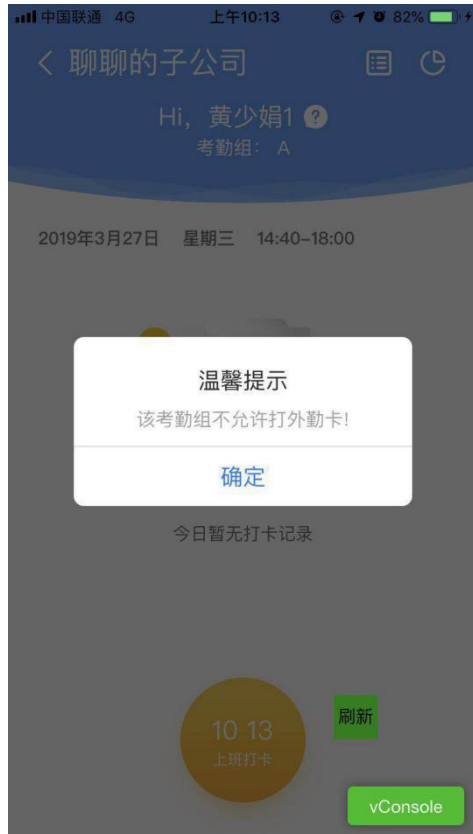 中国联通 4G 上午10:13 82%
聊聊的子公司
Hi，黄少娟1 ?
考勤组： A
2019年3月27日 星期三 14:40-18:00
温馨提示
该考勤组不允许打外勤卡!
确定
今日暂无打卡记录
刷新
10 13
上班打卡
vConsole